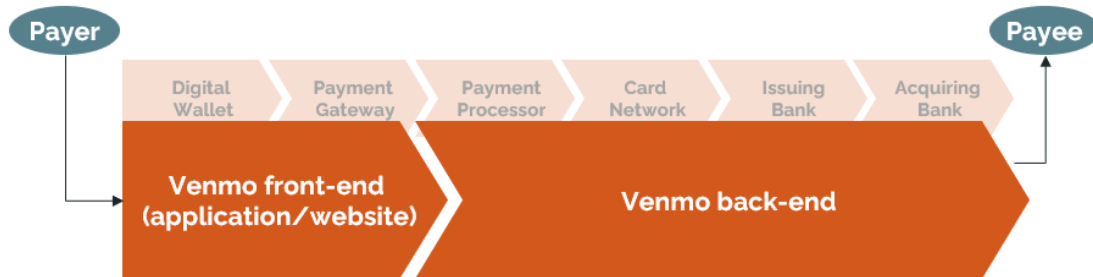 Payer
Payee
Digital
Wallet
Payment
Gateway
Payment
Processor
Card
Network
Issuing
Bank
Acquiring
Bank
Venmo front-end
(application/website)
Venmo back-end